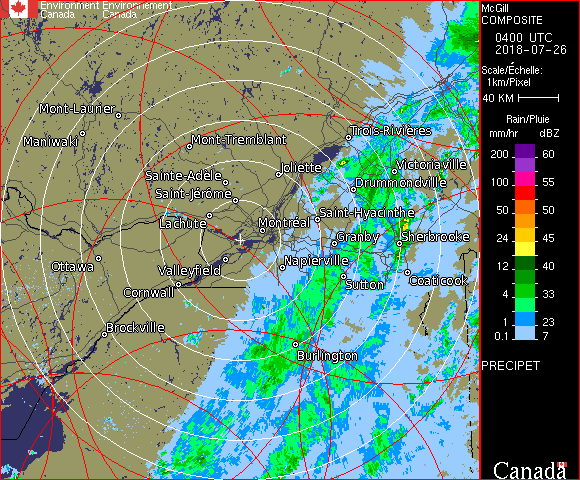 Environment Environnement
Canada Canada
McGill
COMPOSITE
0400 UTC
2018-07-26
Scale/Échelle:
1km/Pixel
40 KM
Rain/Pluie
mm/hr dBZ
200 60
100 55
50 50
24 45
12 40
4 33
1 23
0.1 7
PRECIPET
Canada
Mont-Laurier
Maniwaki
Mont-Tremblant
Trois-Rivières
Joliette
Victoriaville
Sainte-Adèle
Drummondville
Saint-Jérôme
Lachute
Montréal
Saint-Hyacinthe
Granby
Sherbrooke
Ottawa
Valleyfield
Napierville
Cornwall
Sutton
Coaticook
Brockville
Burlington